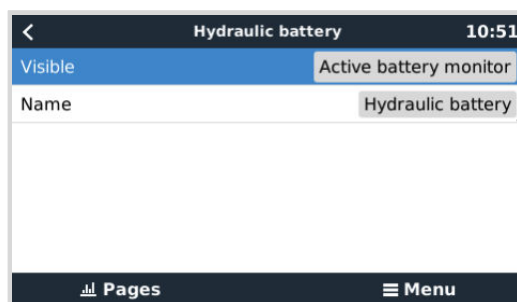 Hydraulic battery 10:51
Visible Active battery monitor
Name Hydraulic battery
Pages Menu